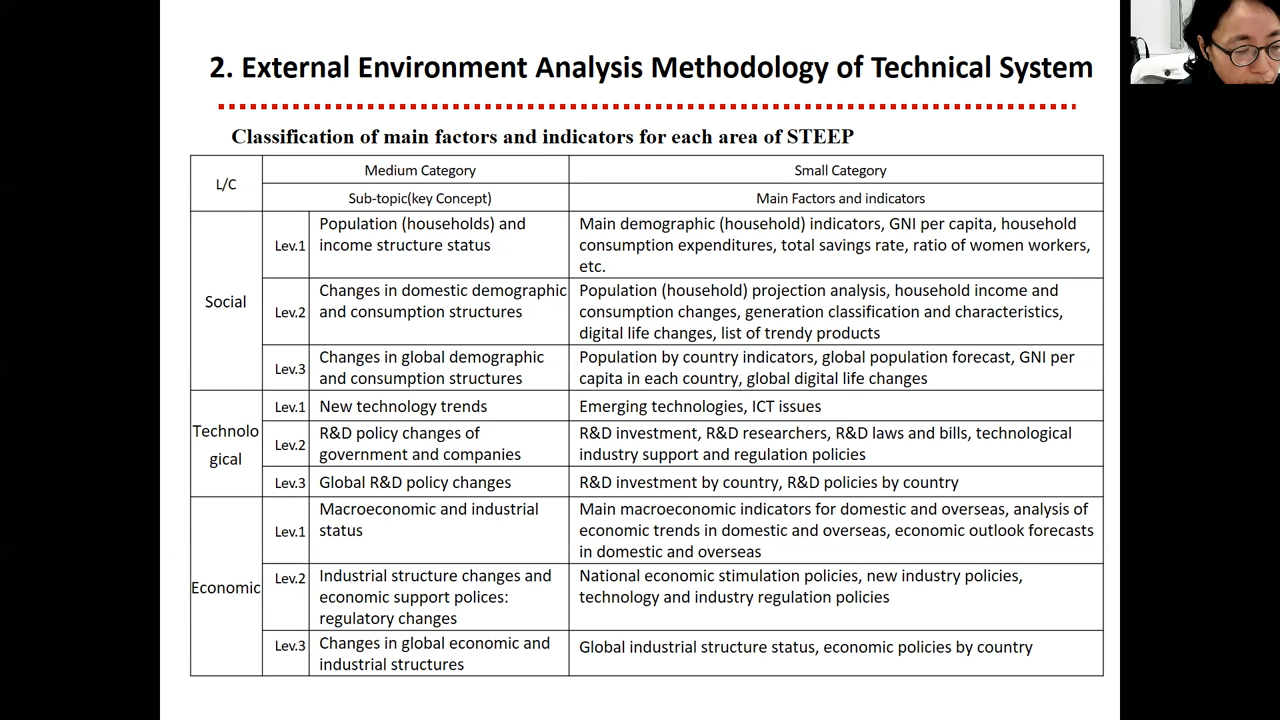 2. External Environment Analysis Methodology of Technical System
Classification of main factors and indicators for each area of STEEP
L/C
Medium Category
Small Category
Sub-topic(key Concept)
Main Factors and indicators
Social
Lev.1
Population (households) and
income structure status
Main demographic (household) indicators, GNI per capita, household
consumption expenditures, total savings rate, ratio of women workers,
etc.
Lev.2
Changes in domestic demographic
and consumption structures
Population (household) projection analysis, household income and
consumption changes, generation classification and characteristics,
digital life changes, list of trendy products
Lev.3
Changes in global demographic
and consumption structures
Population by country indicators, global population forecast, GNI per
capita in each country, global digital life changes
Technolo
gical
Lev.1
New technology trends
Emerging technologies, ICT issues
Lev.2
R&D policy changes of
government and companies
R&D investment, R&D researchers, R&D laws and bills, technological
industry support and regulation policies
Lev.3
Global R&D policy changes
R&D investment by country, R&D policies by country
Economic
Lev.1
Macroeconomic and industrial
status
Main macroeconomic indicators for domestic and overseas, analysis of
economic trends in domestic and overseas, economic outlook forecasts
in domestic and overseas
Lev.2
Industrial structure changes and
economic support polices:
regulatory changes
National economic stimulation policies, new industry policies,
technology and industry regulation policies
Lev.3
Changes in global economic and
industrial structures
Global industrial structure status, economic policies by country